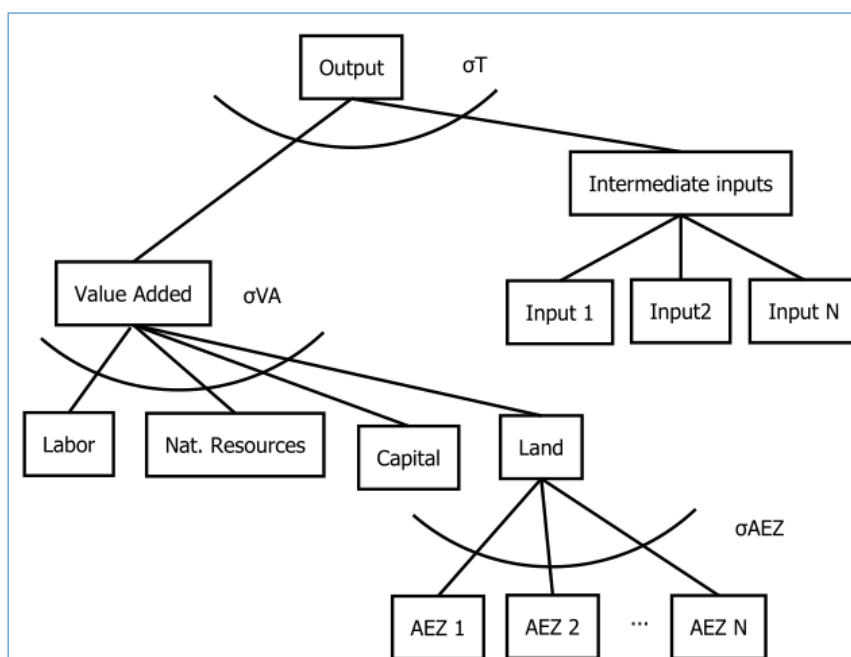 Output
σT
Intermediate inputs
Value Added
σVA
Input 1
Input2
Input N
Labor
Nat. Resources
Capital
Land
σAEZ
AEZ 1
AEZ 2
...
AEZ N